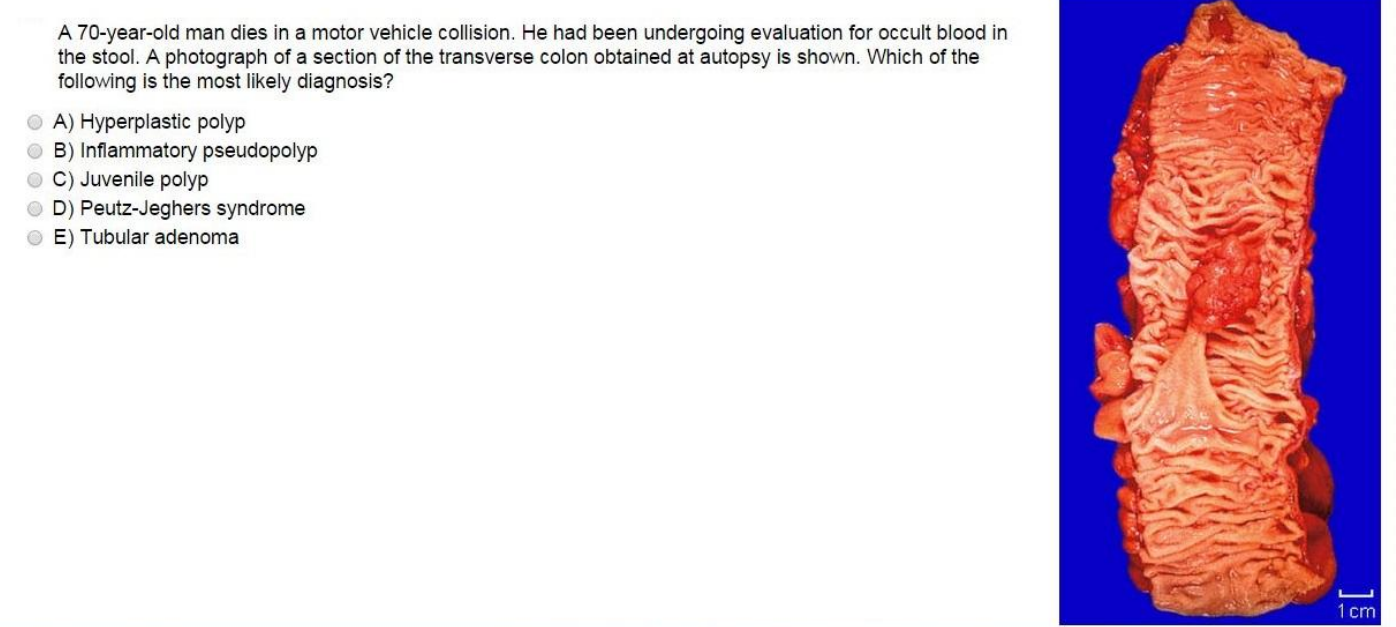 A 70-year-old man dies in a motor vehicle collision. He had been undergoing evaluation for occult blood in
the stool. A photograph of a section of the transverse colon obtained at autopsy is shown. Which of the
following is the most likely diagnosis?
A) Hyperplastic polyp
B) Inflammatory pseudopolyp
C) Juvenile polyp
D) Peutz-Jeghers syndrome
E) Tubular adenoma
1 cm